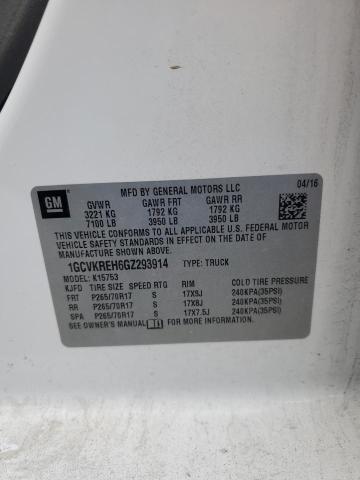 GM
MFD BY GENERAL MOTORS LLC
04/16
GVWR GAWR FRT GAWR RR
3221 KG 1792 KG 1792 KG
7100 LB 3950 LB 3950 LB
THIS VEHICLE CONFORMS TO ALL APPLICABLE U.S. FEDERAL MOTOR
VEHICLE SAFETY STANDARDS IN EFFECT ON THE DATE OF MANUFACTURE
SHOWN ABOVE.
1GCVKREH6GZ293914 TYPE: TRUCK
MODEL: K15753
KJFD TIRE SIZE SPEED RTG RIM COLD TIRE PRESSURE
FRT P265/70R17 S 17X8J 240KPA(35PSI)
RR P265/70R17 S 17X8J 240KPA(35PSI)
SPA P265/70R17 S 17X7.5J 240KPA(35PSI)
SEE OWNER'S MANUAL FOR ADDITIONAL INFORMATION.